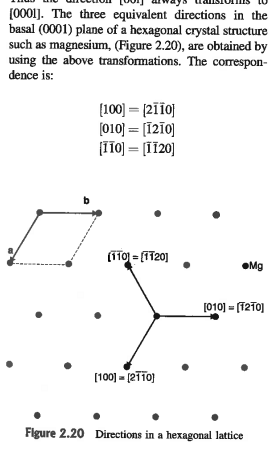 Thus the direction [001] always transforms to
[0001]. The three equivalent directions in the
basal (0001) plane of a hexagonal crystal structure
such as magnesium, (Figure 2.20), are obtained by
using the above transformations. The correspon-
dence is:
[100] = [21̄1̄0]
[010] = [1̄21̄0]
[1̄1̄0] = [1̄1̄20]
b
a
[1̄1̄0] = [1̄1̄20]
Mg
[010] = [1̄21̄0]
[100] = [21̄1̄0]
Figure 2.20 Directions in a hexagonal lattice